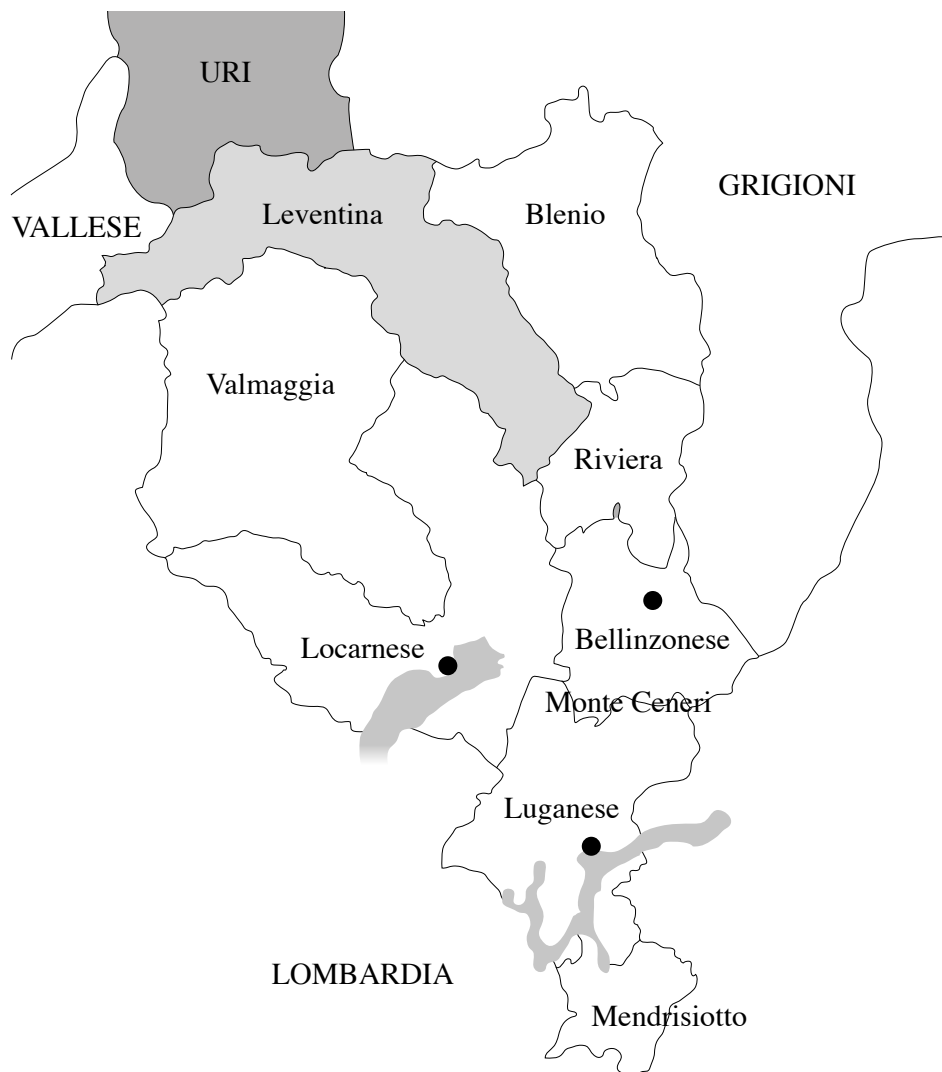 URI
GRIGIONI
VALLESE
Leventina
Blenio
Valmaggia
Riviera
Locarnese
Bellinzonese
Monte Ceneri
Luganese
LOMBARDIA
Mendrisiotto